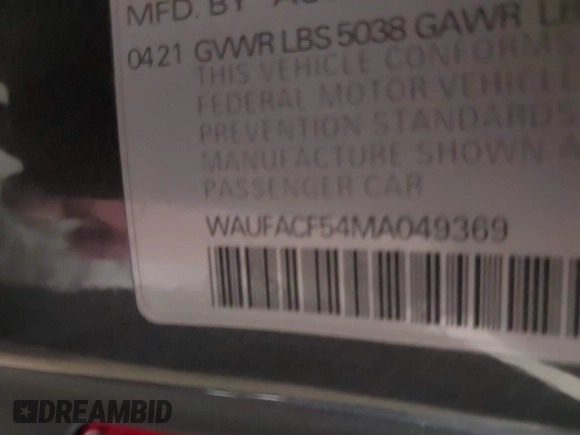 MFD. BY
0421 GVWR LBS 5038 GAWR LB
THIS VEHICLE CONFORMS
FEDERAL MOTOR VEHICLE
PREVENTION STANDARDS
MANUFACTURE SHOWN A
PASSENGER CAR
WAUFACF54MA049369
DREAMBID